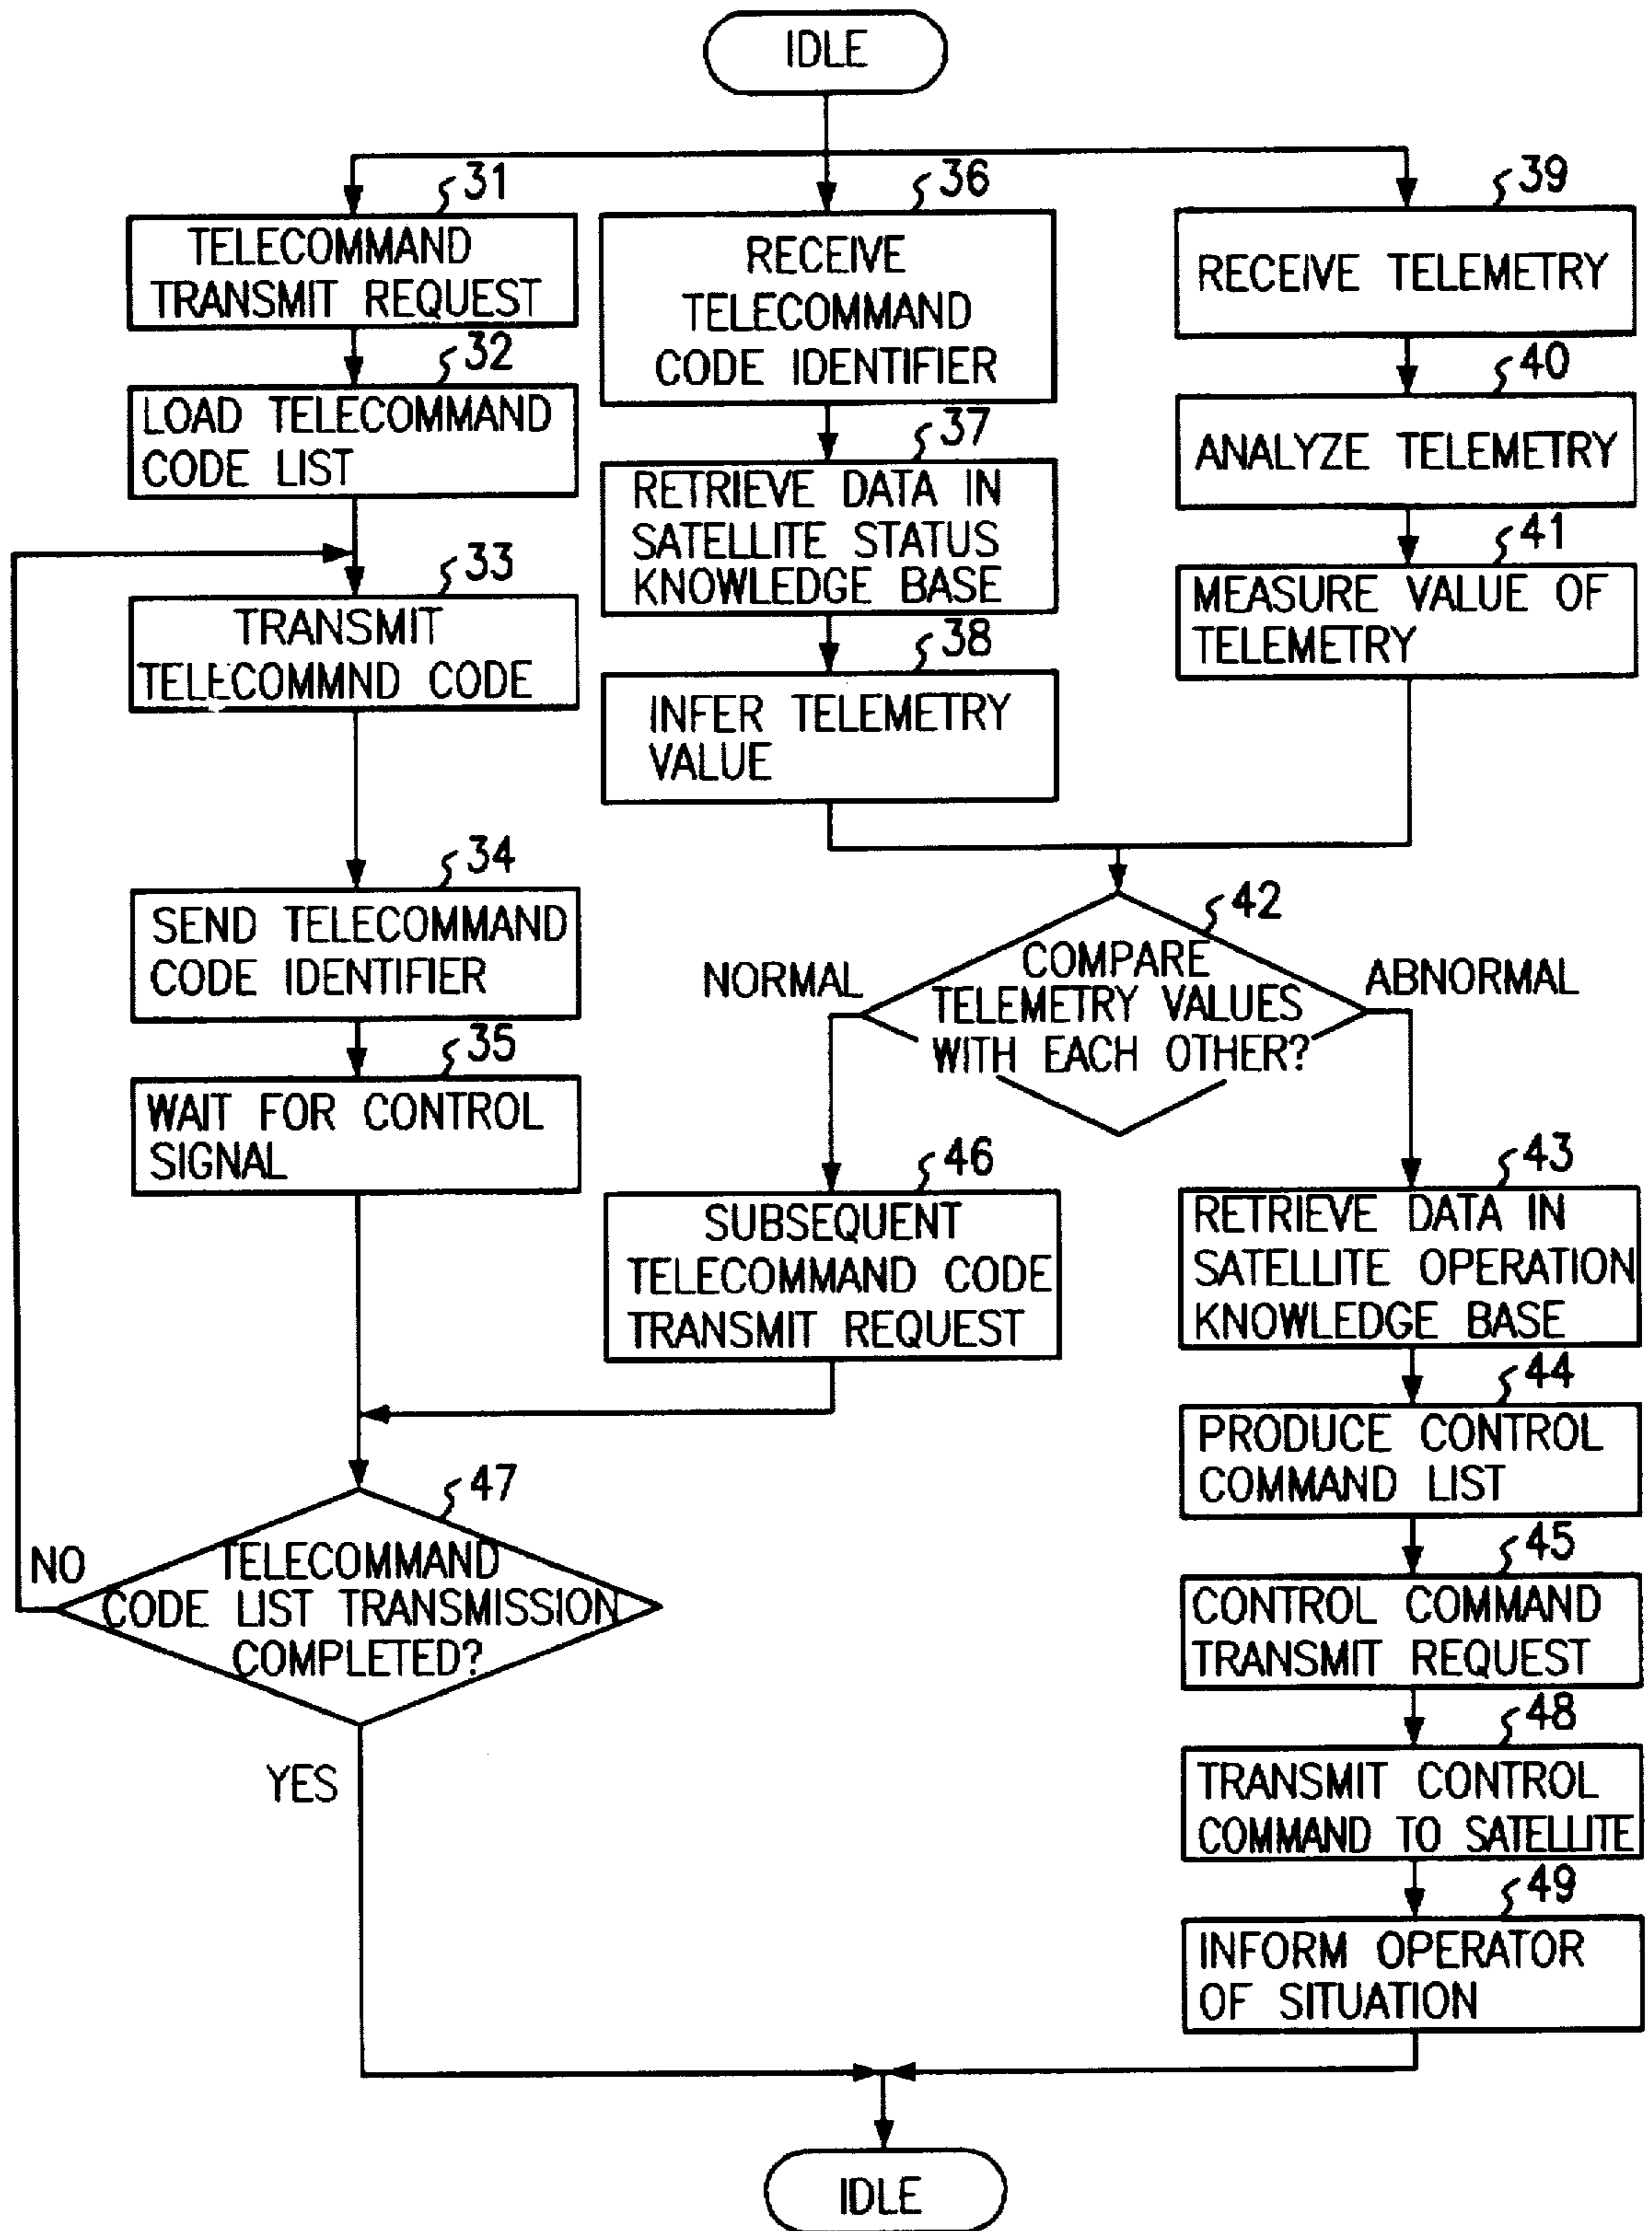 IDLE
31
TELECOMMAND
TRANSMIT REQUEST
32
LOAD TELECOMMAND
CODE LIST
33
TRANSMIT
TELECOMMND CODE
34
SEND TELECOMMAND
CODE IDENTIFIER
35
WAIT FOR CONTROL
SIGNAL
36
RECEIVE
TELECOMMAND
CODE IDENTIFIER
37
RETRIEVE DATA IN
SATELLITE STATUS
KNOWLEDGE BASE
38
INFER TELEMETRY
VALUE
39
RECEIVE TELEMETRY
40
ANALYZE TELEMETRY
41
MEASURE VALUE OF
TELEMETRY
42
COMPARE
TELEMETRY VALUES
WITH EACH OTHER?
NORMAL
ABNORMAL
46
SUBSEQUENT
TELECOMMAND CODE
TRANSMIT REQUEST
43
RETRIEVE DATA IN
SATELLITE OPERATION
KNOWLEDGE BASE
44
PRODUCE CONTROL
COMMAND LIST
45
CONTROL COMMAND
TRANSMIT REQUEST
48
TRANSMIT CONTROL
COMMAND TO SATELLITE
49
INFORM OPERATOR
OF SITUATION
47
TELECOMMAND
CODE LIST TRANSMISSION
COMPLETED?
NO
YES
IDLE